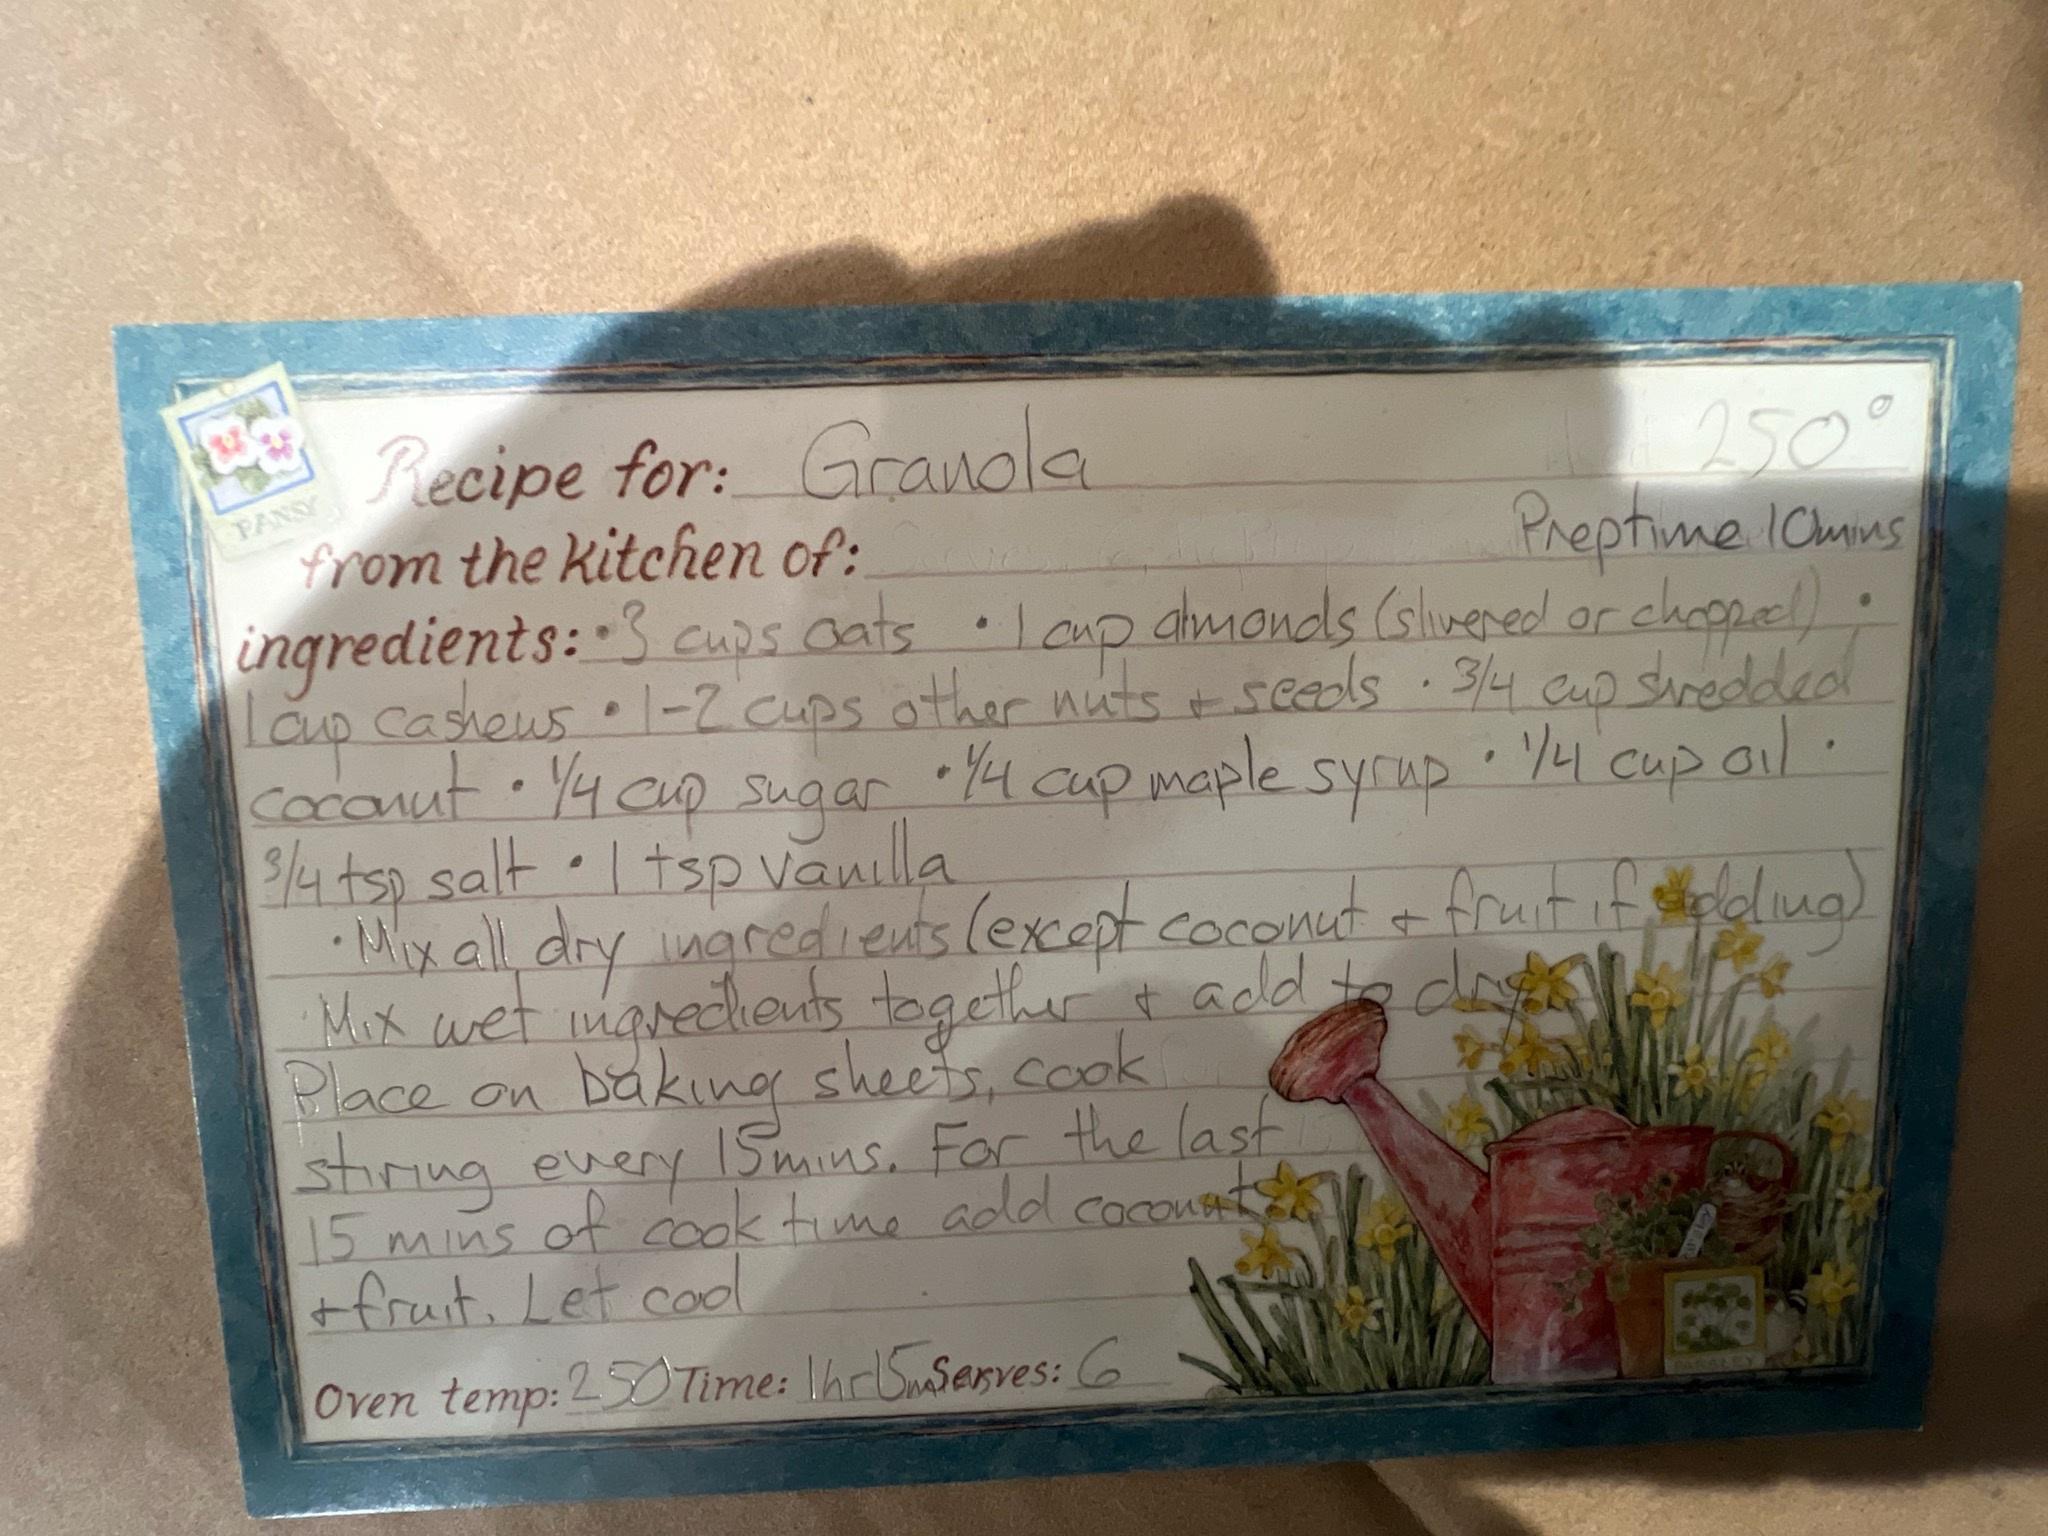 250°
Recipe for: Granola
Preptime 10mins
from the kitchen of:
ingredients: • 3 cups oats • 1 cup almonds (slivered or chopped) •
1 cup cashews • 1-2 cups other nuts + seeds • 3/4 cup shredded
coconut • 1/4 cup sugar • 1/4 cup maple syrup • 1/4 cup oil •
3/4 tsp salt • 1 tsp vanilla
• Mix all dry ingredients (except coconut + fruit if adding)
Mix wet ingredients together + add to dry
Place on baking sheets, cook
stiring every 15mins. For the last
15 mins of cook time add coconut
+ fruit. Let cool
Oven temp: 250 Time: 1hr 15mins Serves: 6
PANSY
PARSLEY